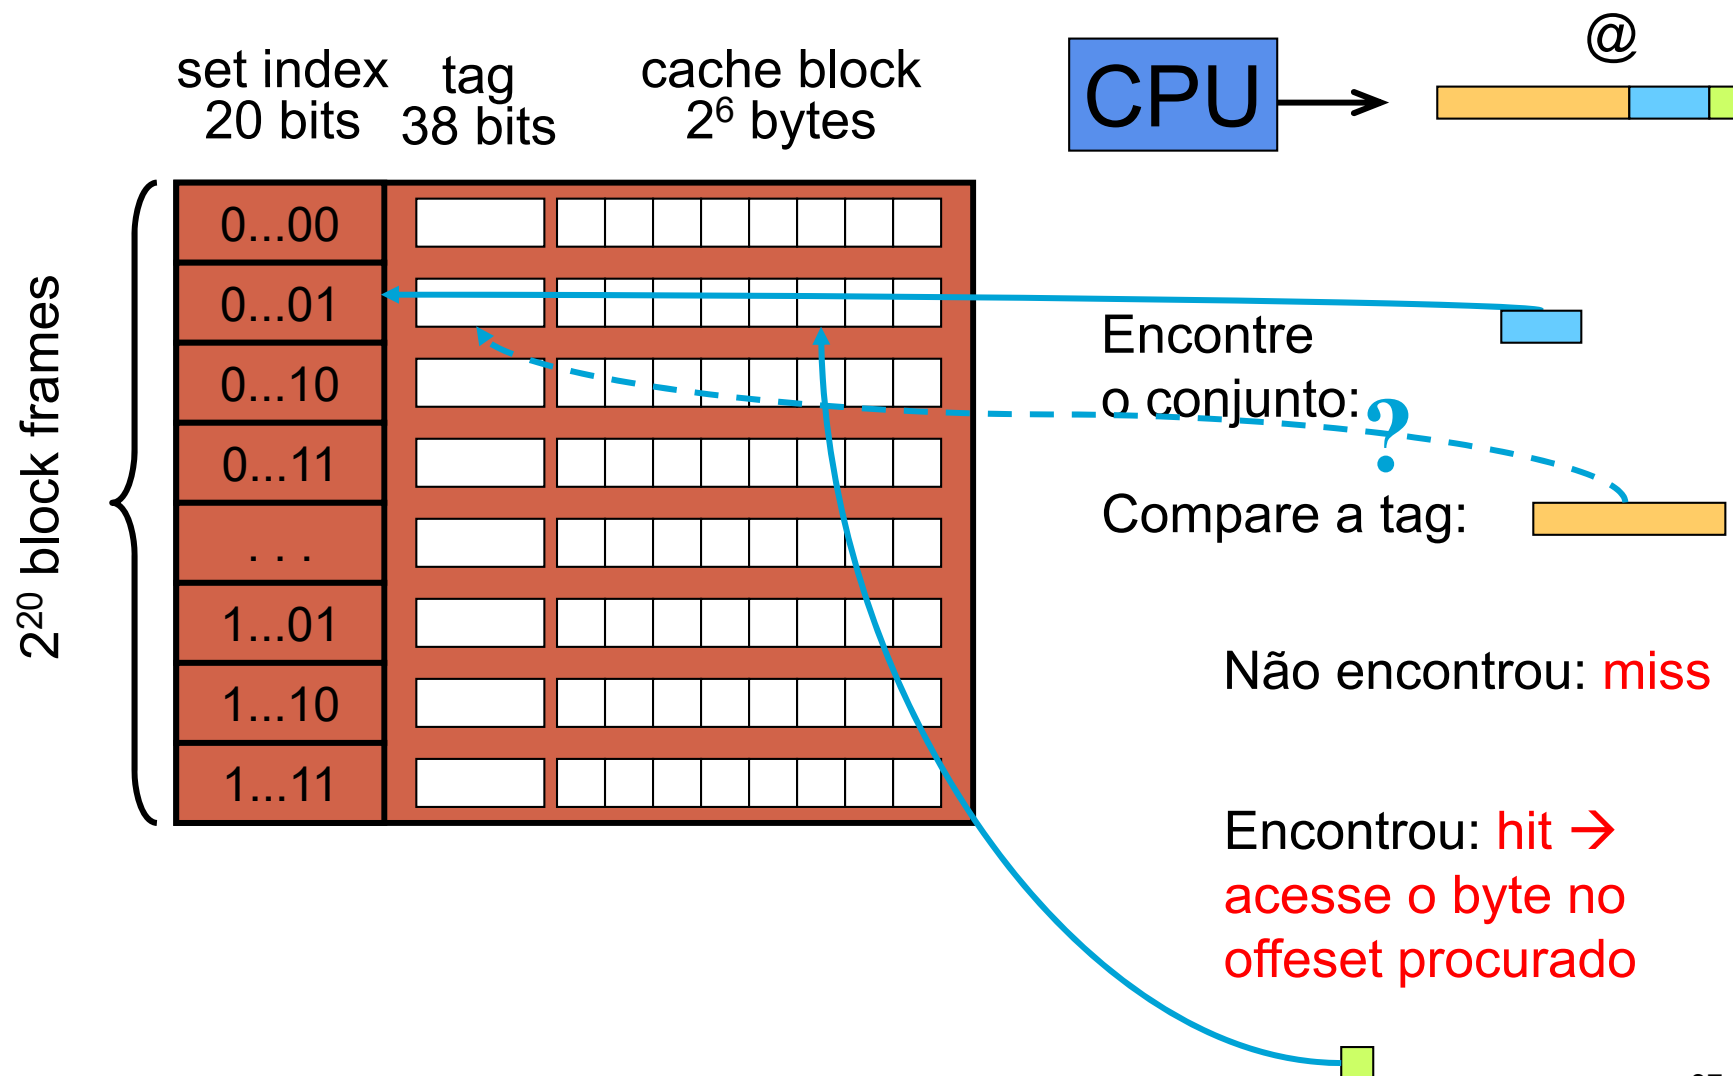 set index
20 bits
tag
38 bits
cache block
2⁶ bytes
CPU
@
2²⁰ block frames
0...00
0...01
0...10
0...11
. . .
1...01
1...10
1...11
Encontre
o conjunto:
?
Compare a tag:
Não encontrou: miss
Encontrou: hit →
acesse o byte no
offeset procurado